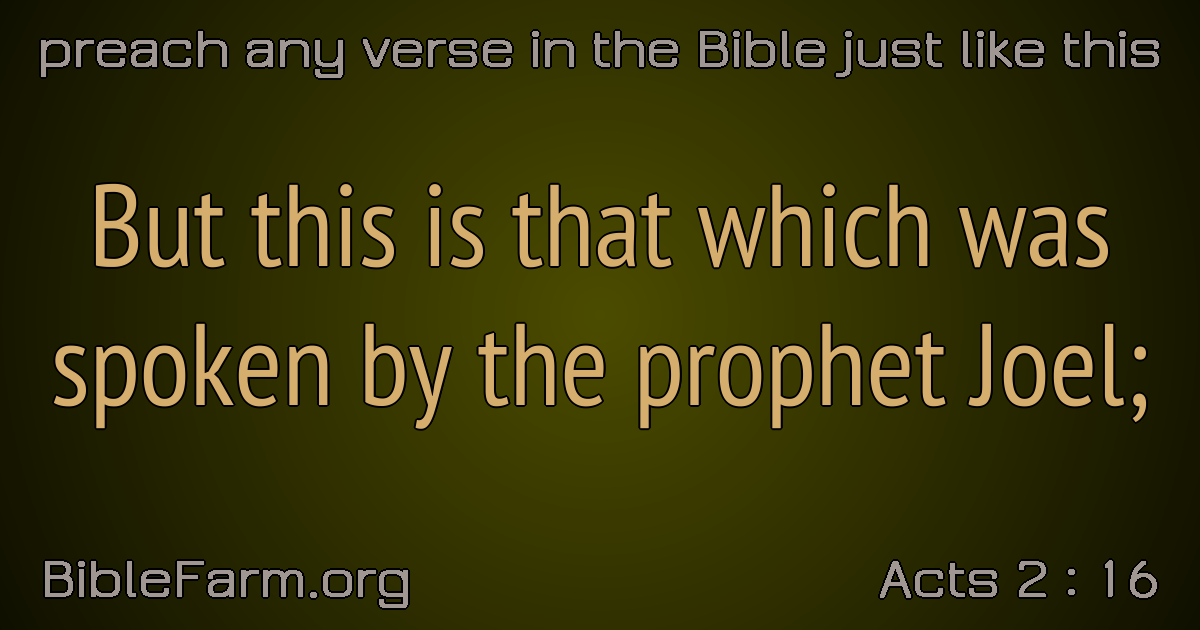 preach any verse in the Bible just like this
But this is that which was
spoken by the prophet Joel;
BibleFarm.org
Acts 2 : 16